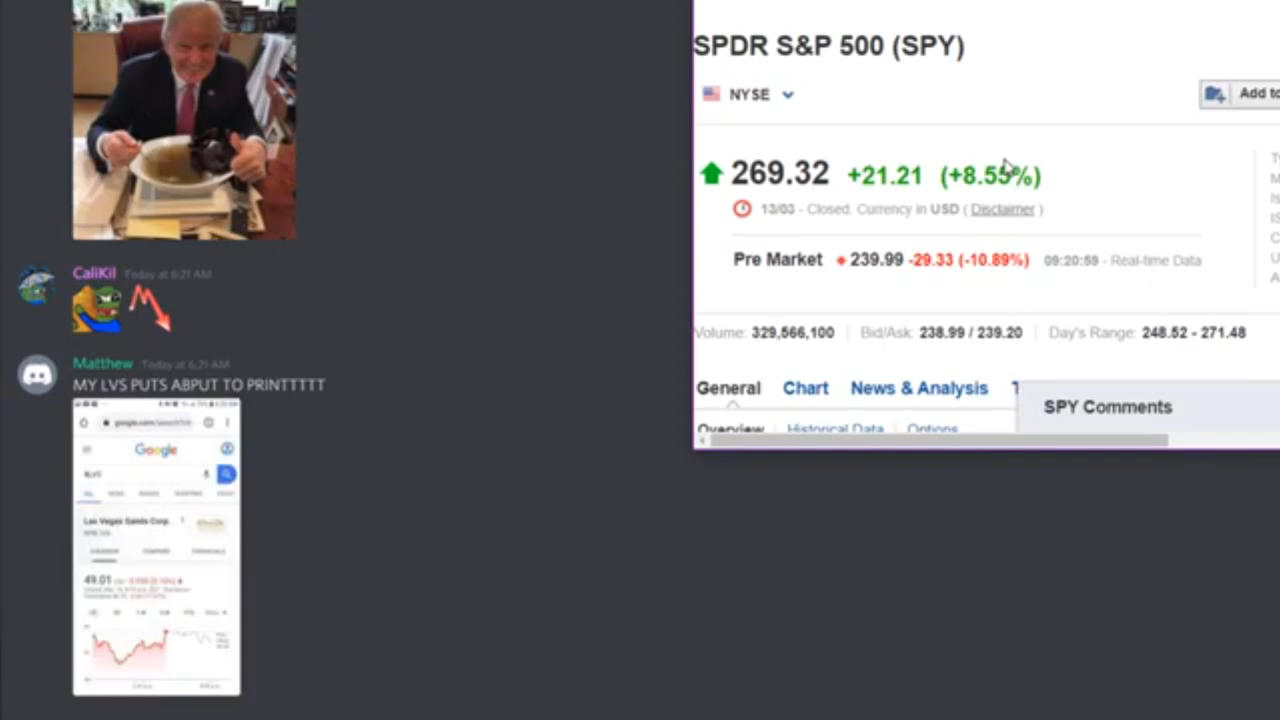 CaliKil Today at 6:21 AM
Matthew Today at 6:21 AM
MY LVS PUTS ABPUT TO PRINTTTTT
Google
Las Vegas Sands Corp.
49.01
SPDR S&P 500 (SPY)
NYSE
Add to
269.32 +21.21 (+8.55%)
13/03 - Closed. Currency in USD ( Disclaimer )
Pre Market 239.99 -29.33 (-10.89%) 09:20:59 - Real-time Data
Volume: 329,566,100 Bid/Ask: 238.99 / 239.20 Day's Range: 248.52 - 271.48
General Chart News & Analysis
SPY Comments
Overview Historical Data Options